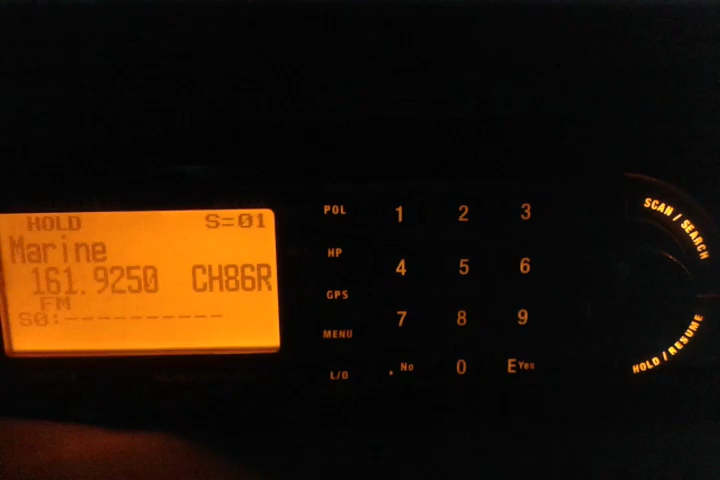 HOLD S=01
Marine
161.9250 CH86R
FM
S0:----------
POL 1 2 3
HP 4 5 6
GPS
7 8 9
MENU
L/O . No 0 E Yes
SCAN / SEARCH
HOLD / RESUME